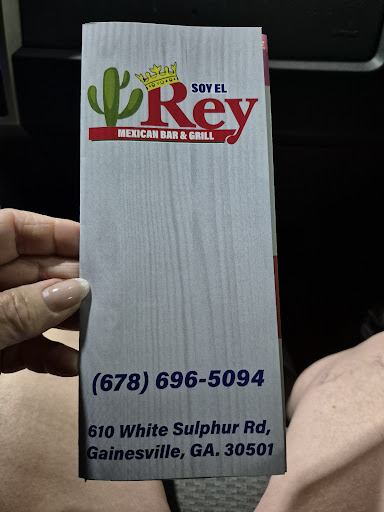 SOY EL
Rey
MEXICAN BAR & GRILL
(678) 696-5094
610 White Sulphur Rd,
Gainesville, GA. 30501